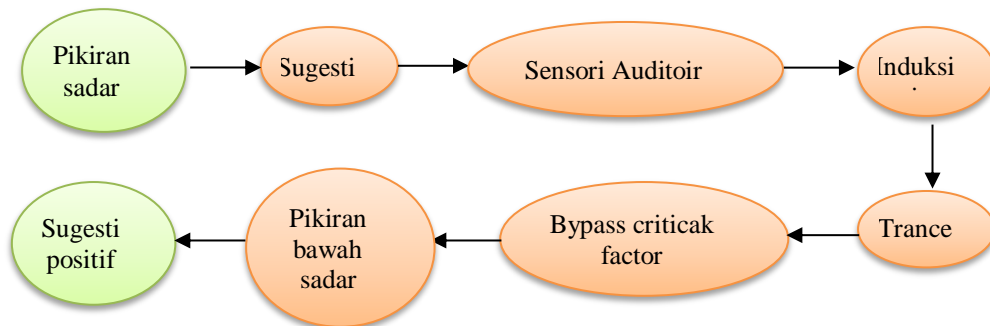 Pikiran
sadar
Sugesti
Sensori Auditoir
Induksi
Trance
Bypass criticak
factor
Pikiran
bawah
sadar
Sugesti
positif